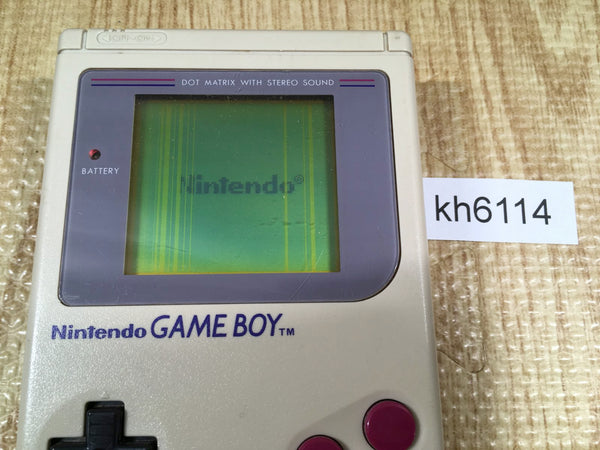 DOT MATRIX WITH STEREO SOUND
BATTERY
Nintendo®
kh6114
Nintendo GAME BOY™